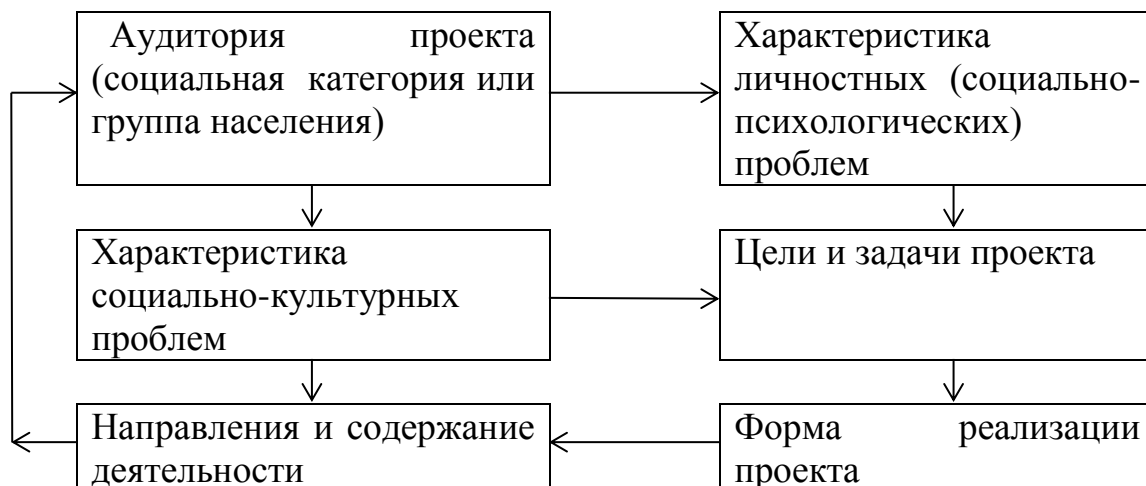 Аудитория проекта
(социальная категория или
группа населения)
Характеристика
личностных (социально-
психологических)
проблем
Характеристика
социально-культурных
проблем
Цели и задачи проекта
Направления и содержание
деятельности
Форма реализации
проекта